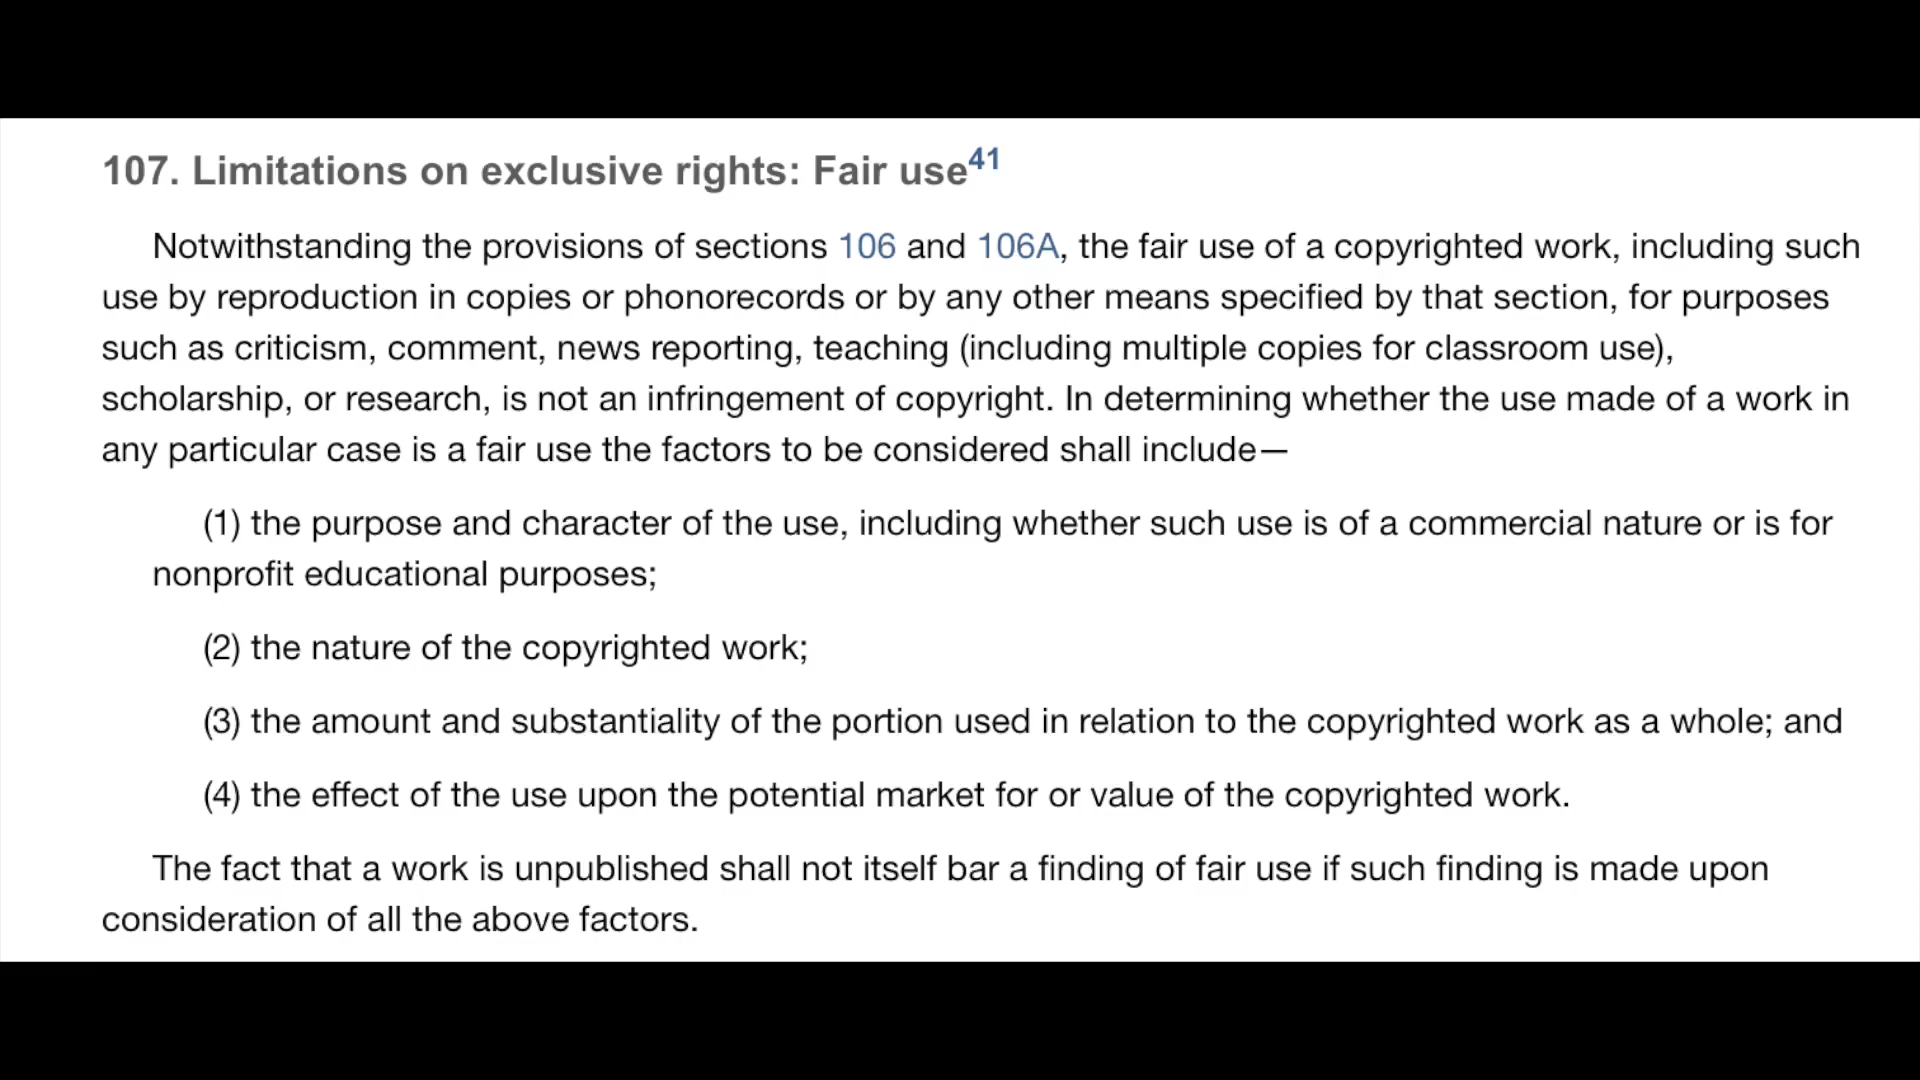 107. Limitations on exclusive rights: Fair use41
Notwithstanding the provisions of sections 106 and 106A, the fair use of a copyrighted work, including such
use by reproduction in copies or phonorecords or by any other means specified by that section, for purposes
such as criticism, comment, news reporting, teaching (including multiple copies for classroom use),
scholarship, or research, is not an infringement of copyright. In determining whether the use made of a work in
any particular case is a fair use the factors to be considered shall include—
(1) the purpose and character of the use, including whether such use is of a commercial nature or is for
nonprofit educational purposes;
(2) the nature of the copyrighted work;
(3) the amount and substantiality of the portion used in relation to the copyrighted work as a whole; and
(4) the effect of the use upon the potential market for or value of the copyrighted work.
The fact that a work is unpublished shall not itself bar a finding of fair use if such finding is made upon
consideration of all the above factors.